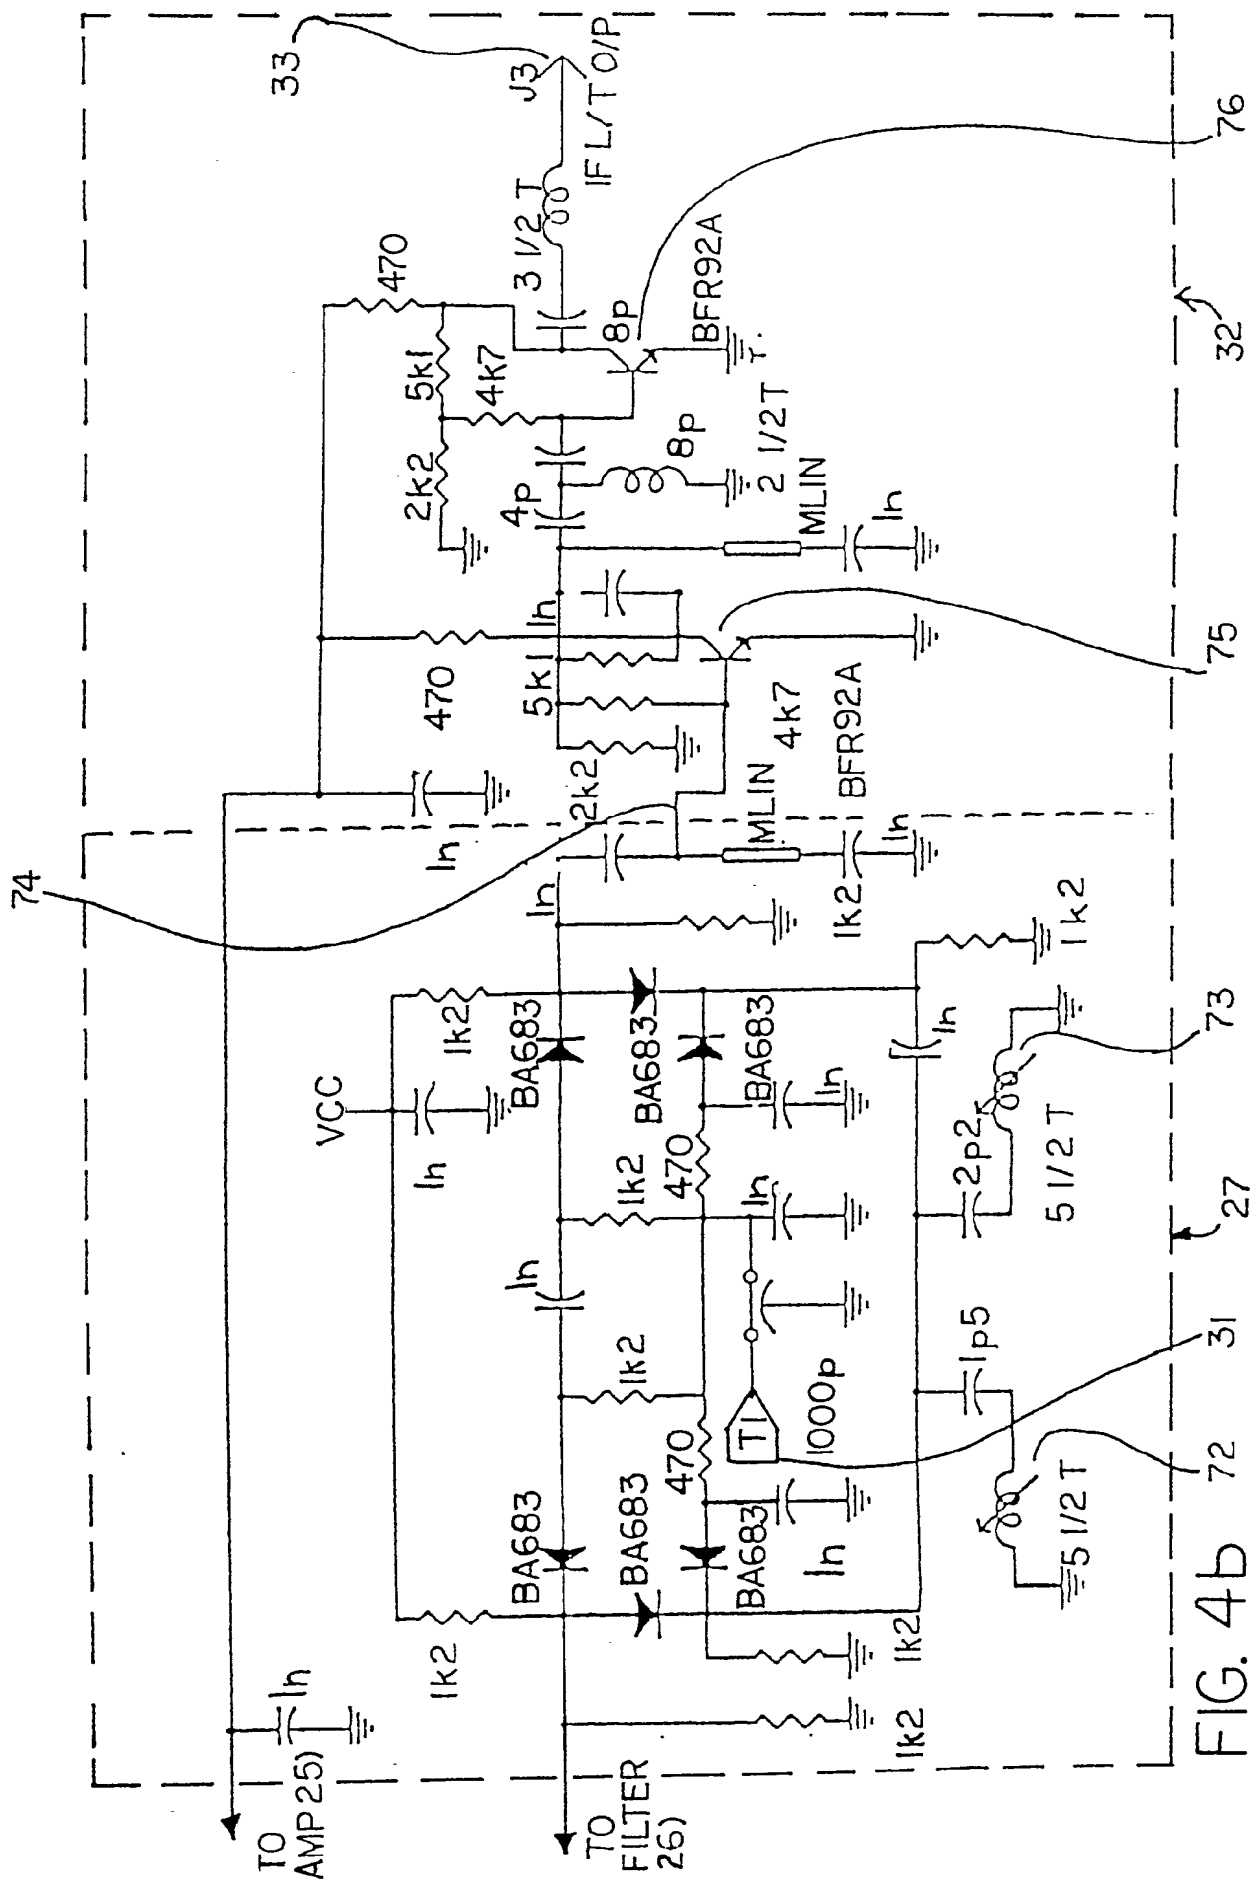 TO
AMP25)
1n
TO
FILTER
26)
1k2
1k2
1k2
VCC
1n
1k2
BA683
BA683
BA683
1n
470
1k2
1n
1k2
470
1n
T1
1000p
31
BA683
BA683
BA683
1n
1n
1p5
2p2
5 1/2 T
72
5 1/2 T
73
1k2
27
74
1n
1n
1k2
MLIN
1n
2k2
470
5k1
1n
4k7
BFR92A
75
MLIN
1n
4p
8p
2 1/2T
2k2
5k1
4k7
470
8p
BFR92A
76
3 1/2 T
J3
IF L/T O/P
33
32
FIG. 4b